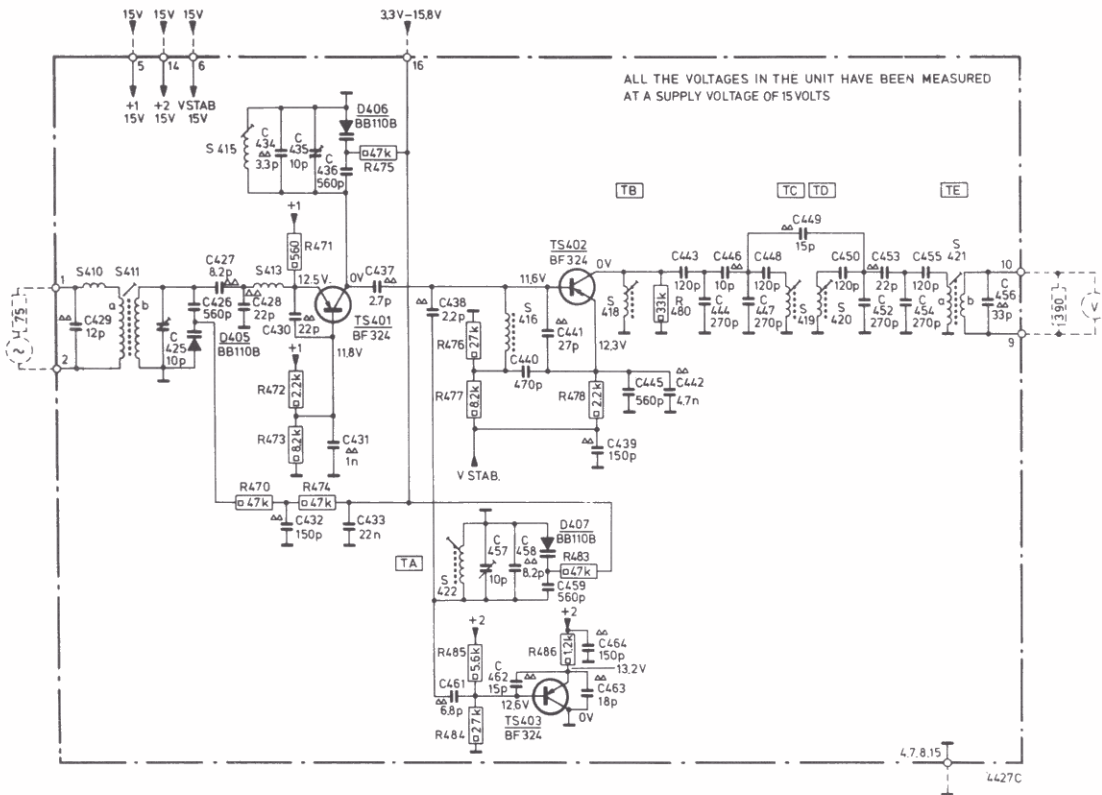 15V 15V 15V
3,3V-15,8V
5 14 6
16
+1 +2 VSTAB
15V 15V 15V
ALL THE VOLTAGES IN THE UNIT HAVE BEEN MEASURED
AT A SUPPLY VOLTAGE OF 15 VOLTS
D406
BB110B
S 415
C 434 3.3p
C 435 10p
C 436 560p
47k
R475
+1
R471
560
TB
TC
TD
TE
C449
15p
1
S410
S411
a
b
C427
8.2p
S413
12.5V
0V
C437
2.7p
75
2
C429
12p
C426
560p
C428
22p
C
425
10p
D405
BB110B
C430
22p
TS401
BF 324
11.8V
+1
R472
2.2k
R473
8.2k
C431
1n
TS402
BF 324
0V
11,6V
C438
2,2p
S
416
C441
27p
12,3V
R476
27k
C440
470p
R477
8.2k
R478
2.2k
C445
560p
C442
4.7n
C439
150p
V STAB.
S
418
33k
R
480
C443
120p
C446
10p
C448
120p
C
444
270p
C
447
270p
S
419
S
420
C450
120p
C453
22p
C455
120p
C
452
270p
C
454
270p
S
421
a
b
10
C
456
33p
9
390
V
R470
47k
R474
47k
C432
150p
C433
22n
TA
S
422
C
457
10p
C
458
8.2p
D407
BB110B
R483
47k
C459
560p
+2
R485
5.6k
+2
R486
1.2k
C464
150p
13,2V
C461
6,8p
C
462
15p
12,6V
C463
18p
0V
R484
27k
TS403
BF 324
4.7.8.15
4427C